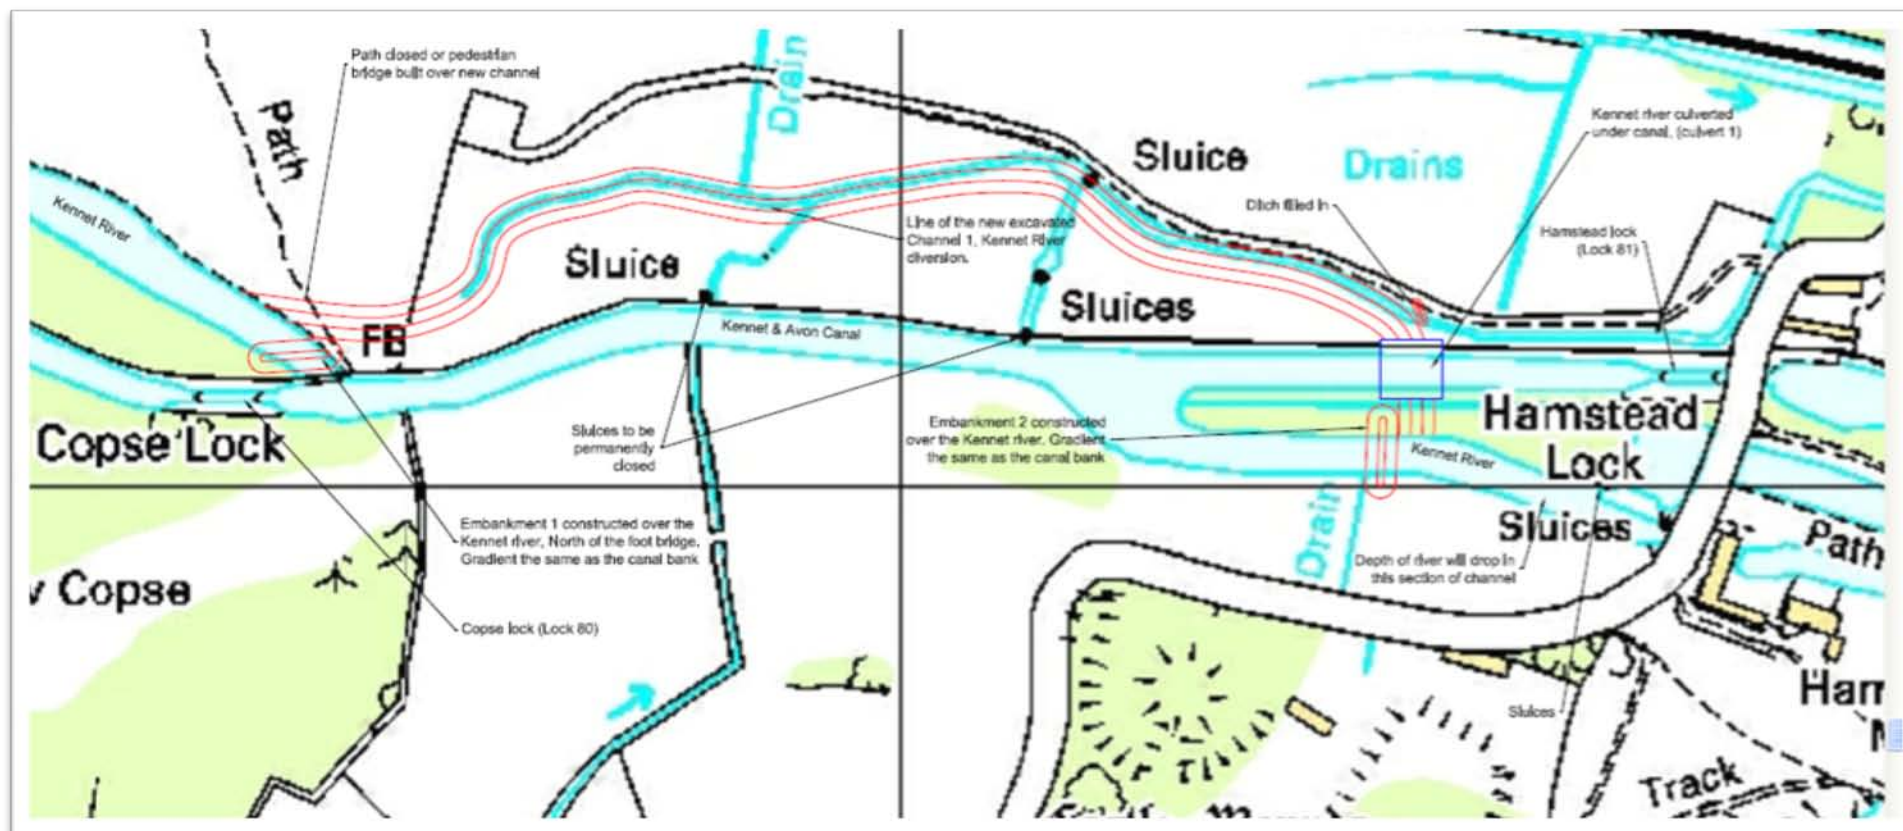 Path closed or pedestrian
bridge built over new channel
Path
Drain
Kennet River
Sluice
Drains
Kennet river culverted
under canal, (culvert 1)
Ditch filled in
Hamstead lock
(Lock 81)
Line of the new excavated
Channel 1, Kennet River
diversion.
Sluice
Sluices
FB
Kennet & Avon Canal
Copse Lock
Sluices to be
permanently
closed
Embankment 2 constructed
over the Kennet river. Gradient
the same as the canal bank
Kennet River
Hamstead
Lock
Embankment 1 constructed over the
Kennet river, North of the foot bridge.
Gradient the same as the canal bank
Drain
Sluices
Depth of river will drop in
this section of channel
Path
v Copse
Copse lock (Lock 80)
Sluices
Ham
Track